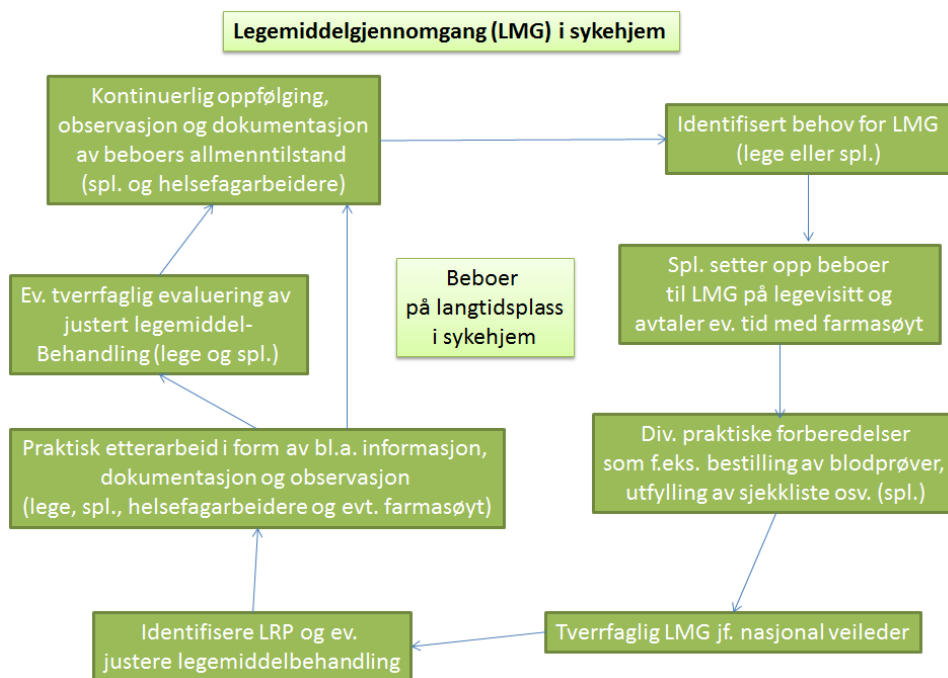 Legemiddelgjennomgang (LMG) i sykehjem
Kontinuerlig oppfølging,
observasjon og dokumentasjon
av beboers allmenntilstand
(spl. og helsefagarbeidere)
Identifisert behov for LMG
(lege eller spl.)
Spl. setter opp beboer
til LMG på legevisitt og
avtaler ev. tid med farmasøyt
Div. praktiske forberedelser
som f.eks. bestilling av blodprøver,
utfylling av sjekkliste osv. (spl.)
Tverrfaglig LMG jf. nasjonal veileder
Identifisere LRP og ev.
justere legemiddelbehandling
Praktisk etterarbeid i form av bl.a. informasjon,
dokumentasjon og observasjon
(lege, spl., helsefagarbeidere og evt. farmasøyt)
Ev. tverrfaglig evaluering av
justert legemiddel-
Behandling (lege og spl.)
Beboer
på langtidsplass
i sykehjem